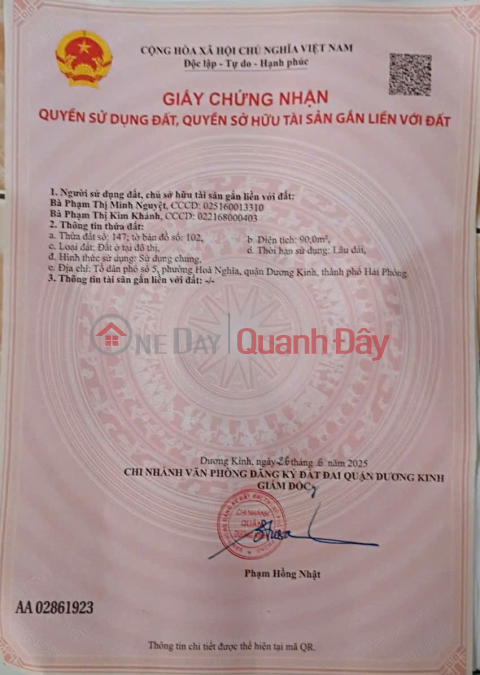 CỘNG HÒA XÃ HỘI CHỦ NGHĨA VIỆT NAM
Độc lập - Tự do - Hạnh phúc
GIẤY CHỨNG NHẬN
QUYỀN SỬ DỤNG ĐẤT, QUYỀN SỞ HỮU TÀI SẢN GẮN LIỀN VỚI ĐẤT
1. Người sử dụng đất, chủ sở hữu tài sản gắn liền với đất:
Bà Phạm Thị Minh Nguyệt, CCCD: 025160013310
Bà Phạm Thị Kim Khánh, CCCD: 022168000403
2. Thông tin thửa đất:
a. Thửa đất số: 147; tờ bản đồ số: 102, b. Diện tích: 90,0m²,
c. Loại đất: Đất ở tại đô thị, d. Thời hạn sử dụng: Lâu dài,
đ. Hình thức sử dụng: Sử dụng chung,
e. Địa chỉ: Tổ dân phố số 5, phường Hoà Nghĩa, quận Dương Kinh, thành phố Hải Phòng.
3. Thông tin tài sản gắn liền với đất: -/-
ONE DAY Quanh Đây
Dương Kinh, ngày 26 tháng 6 năm 2025
CHI NHÁNH VĂN PHÒNG ĐĂNG KÝ ĐẤT ĐAI QUẬN DƯƠNG KINH
GIÁM ĐỐC
CHI NHÁNH
QUẬN
Phạm Hồng Nhật
AA 02861923
Thông tin chi tiết được thể hiện tại mã QR.